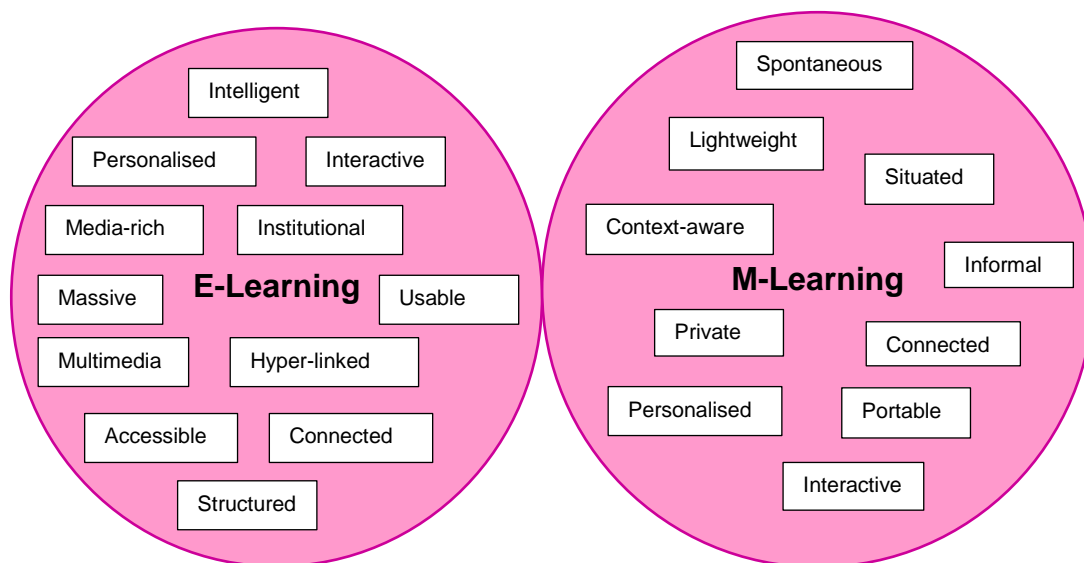 Intelligent
Personalised
Interactive
Media-rich
Institutional
Massive
E-Learning
Usable
Multimedia
Hyper-linked
Accessible
Connected
Structured
Spontaneous
Lightweight
Situated
Context-aware
Informal
M-Learning
Private
Connected
Personalised
Portable
Interactive